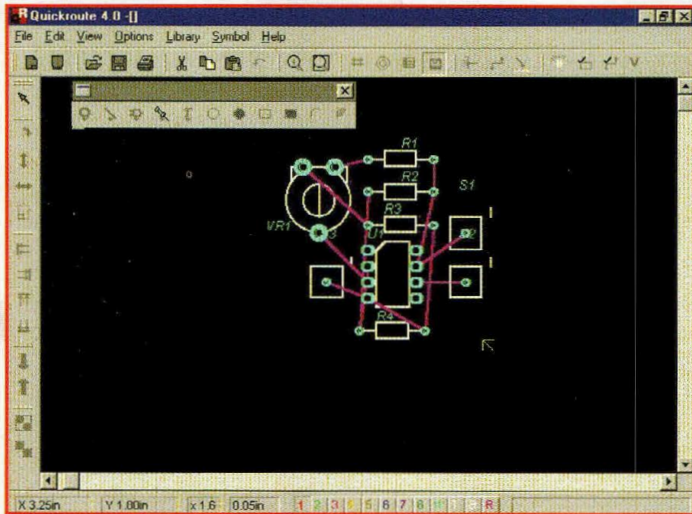 Quickroute 4.0 -[]
File Edit View Options Library Symbol Help
R1
R2
S1
R3
VR1
U1
R4
X 3.25in Y 1.00in x 1.6 0.05in 1 2 3 4 5 6 7 8 R